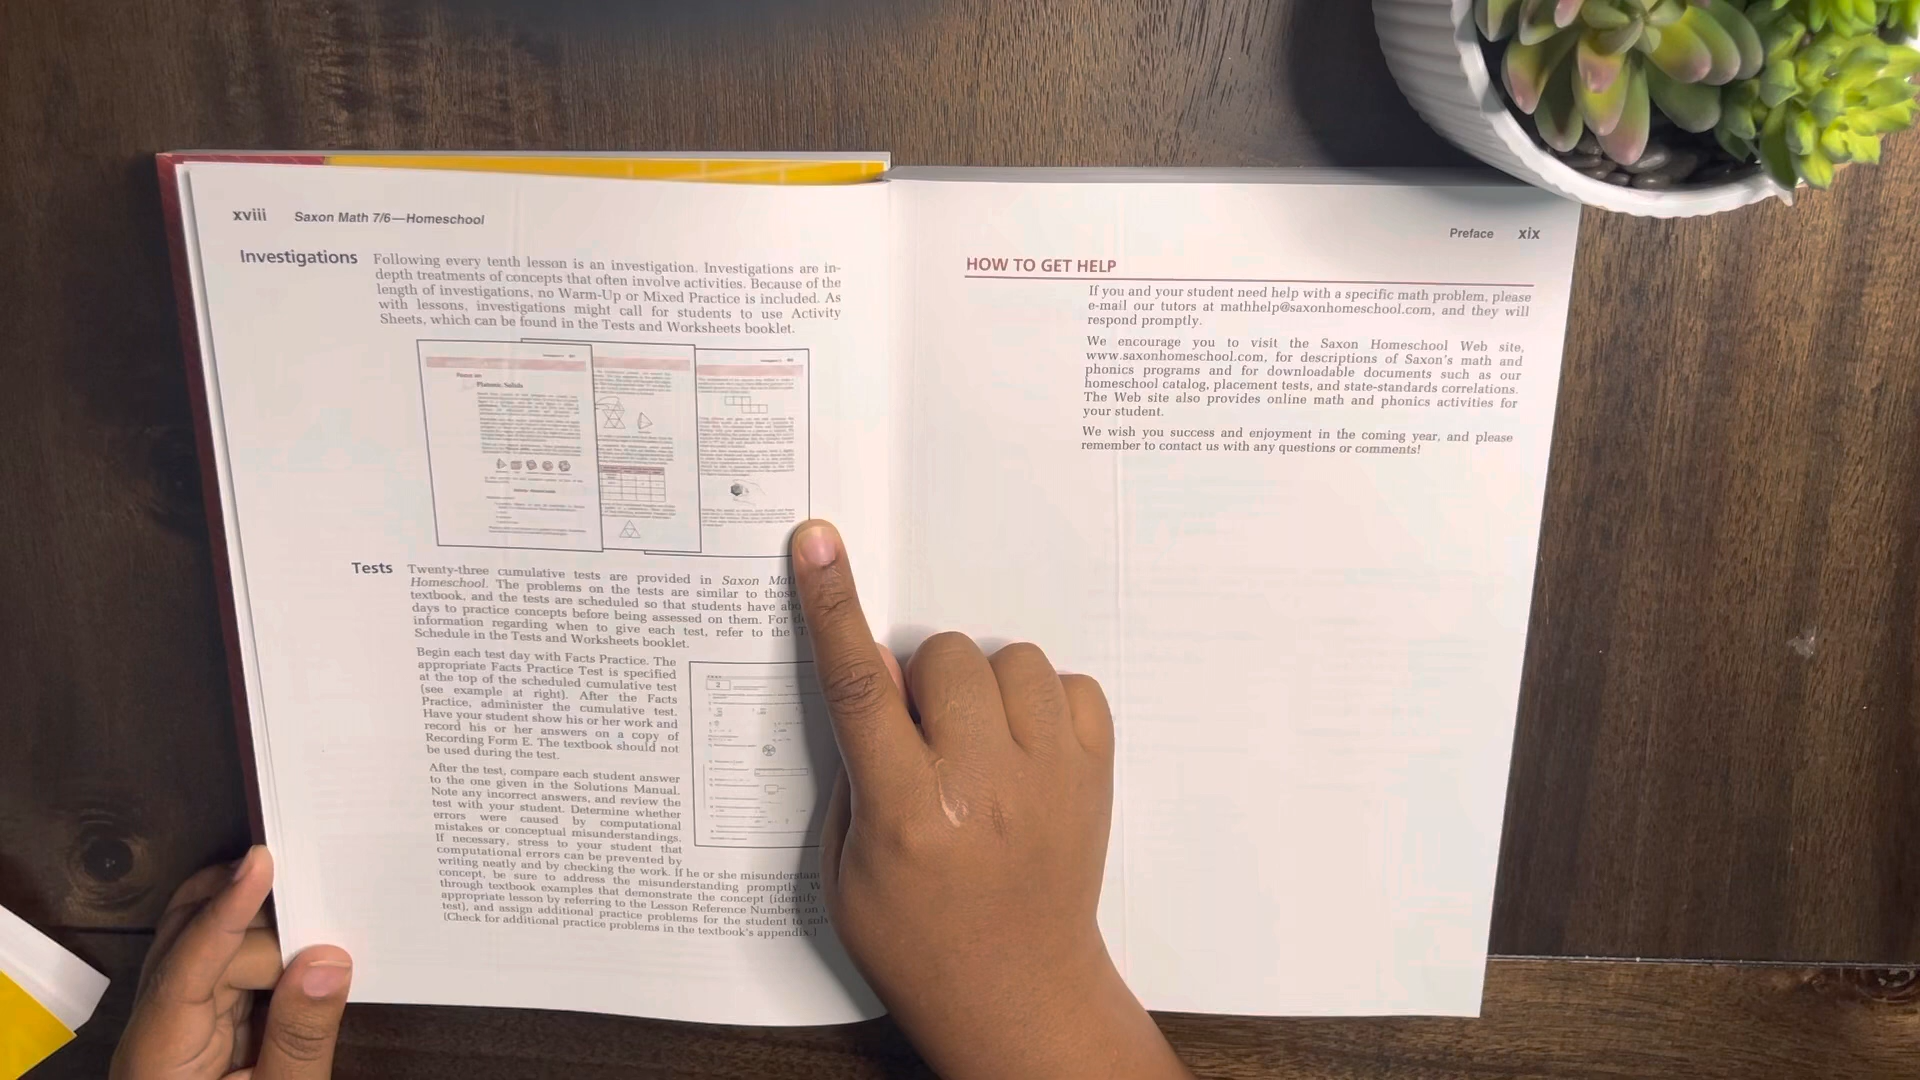 xviii Saxon Math 7/6—Homeschool
Investigations Following every tenth lesson is an investigation. Investigations are in-
depth treatments of concepts that often involve activities. Because of the
length of investigations, no Warm-Up or Mixed Practice is included. As
with lessons, investigations might call for students to use Activity
Sheets, which can be found in the Tests and Worksheets booklet.
Platonic Solids
Tests Twenty-three cumulative tests are provided in Saxon
Homeschool. The problems on the tests are similar to those
textbook, and the tests are scheduled so that students have
days to practice concepts before being assessed on them. For
information regarding when to give each test, refer to the
Schedule in the Tests and Worksheets booklet.
Begin each test day with Facts Practice. The
appropriate Facts Practice Test is specified
at the top of the scheduled cumulative test
(see example at right). After the Facts
Practice, administer the cumulative test.
Have your student show his or her work and
record his or her answers on a copy of
Recording Form E. The textbook should not
be used during the test.
2
After the test, compare each student answer
to the one given in the Solutions Manual.
Note any incorrect answers, and review the
test with your student. Determine whether
errors were caused by computational
mistakes or conceptual misunderstandings.
If necessary, stress to your student that
computational errors can be prevented by
writing neatly and by checking the work. If he or she
concept, be sure to address the misunderstanding promptly.
through textbook examples that demonstrate the concept (identify
appropriate lesson by referring to the Lesson Reference Numbers on
test), and assign additional practice problems for the student to
(Check for additional practice problems in the textbook's appendix.)
Preface xix
HOW TO GET HELP
If you and your student need help with a specific math problem, please
e-mail our tutors at mathhelp@saxonhomeschool.com, and they will
respond promptly.
We encourage you to visit the Saxon Homeschool Web site,
www.saxonhomeschool.com, for descriptions of Saxon's math and
phonics programs and for downloadable documents such as our
homeschool catalog, placement tests, and state-standards correlations.
The Web site also provides online math and phonics activities for
your student.
We wish you success and enjoyment in the coming year, and please
remember to contact us with any questions or comments!